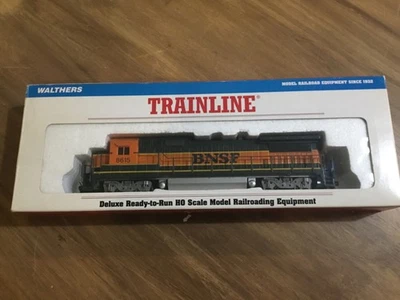 WALTHERS
MODEL RAILROAD EQUIPMENT SINCE 1932
TRAINLINE®
BNSF
Deluxe Ready-to-Run HO Scale Model Railroading Equipment